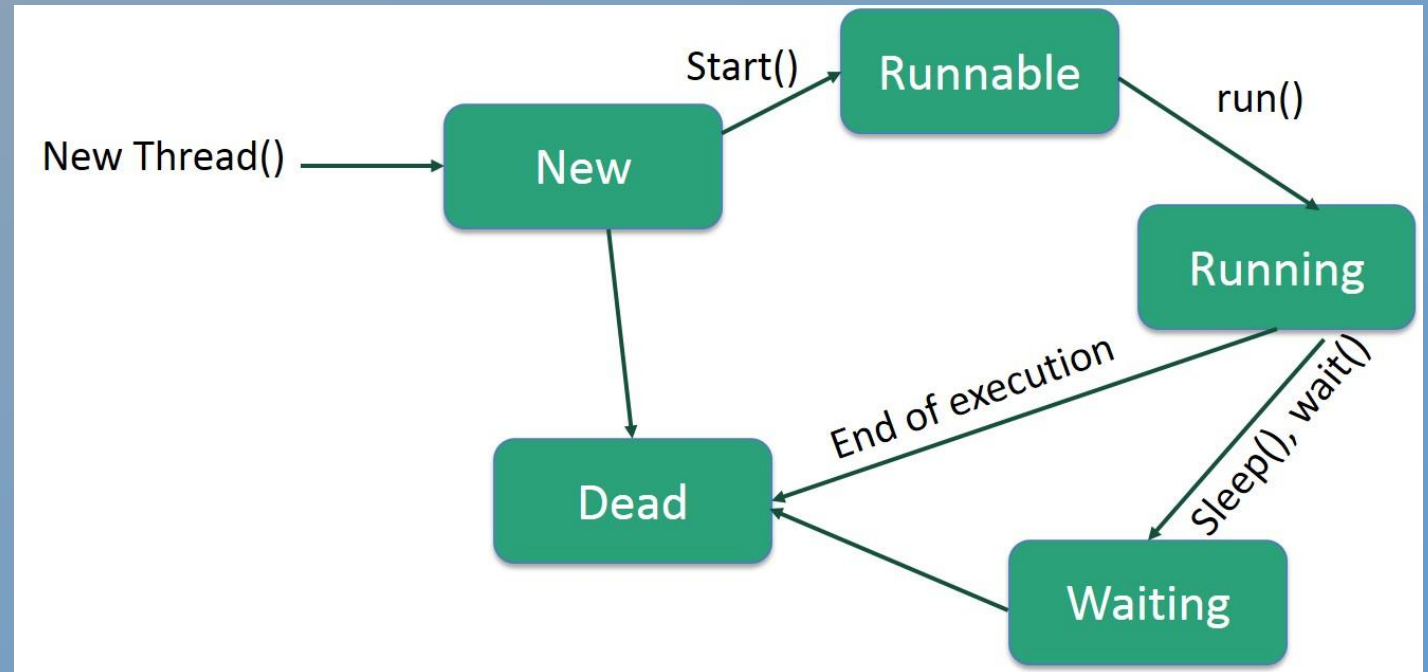 Start()
Runnable
run()
New Thread()
New
Running
End of execution
Sleep(), wait()
Dead
Waiting